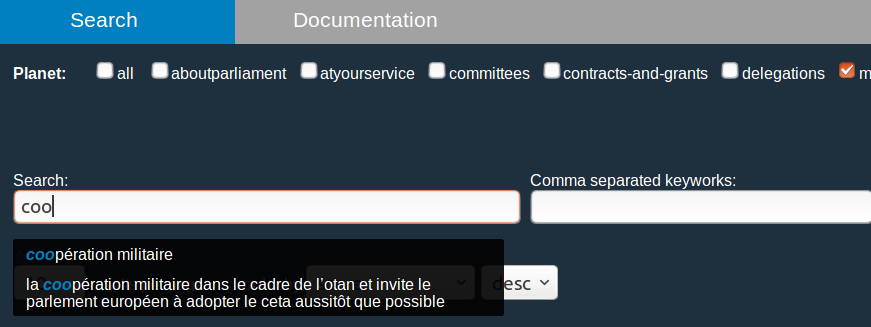 Search Documentation
Planet: all aboutparliament atyourservice committees contracts-and-grants delegations m
Search: Comma separated keyworks:
coo
coopération militaire
la coopération militaire dans le cadre de l'otan et invite le
desc
parlement européen à adopter le ceta aussitôt que possible